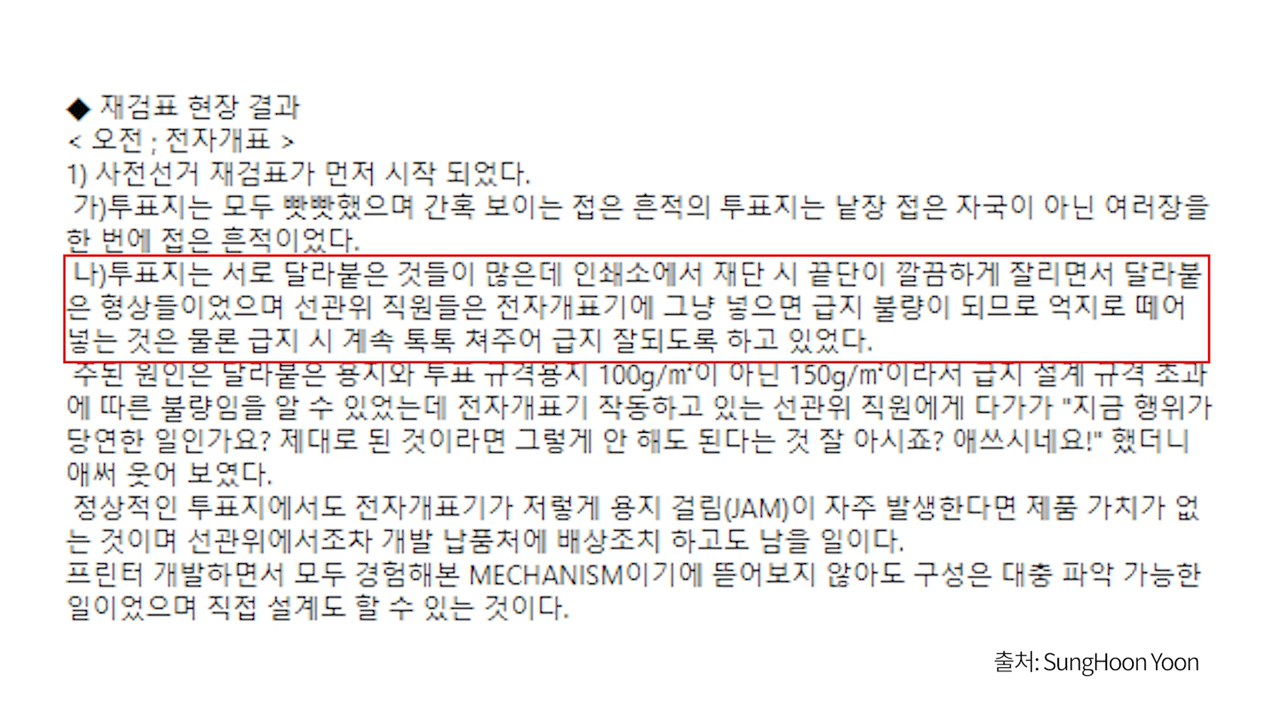 ◆ 재검표 현장 결과
< 오전 ; 전자개표 >
1) 사전선거 재검표가 먼저 시작 되었다.
가)투표지는 모두 빳빳했으며 간혹 보이는 접은 흔적의 투표지는 낱장 접은 자국이 아닌 여러장을
한 번에 접은 흔적이었다.
나)투표지는 서로 달라붙은 것들이 많은데 인쇄소에서 재단 시 끝단이 깔끔하게 잘리면서 달라붙
은 형상들이었으며 선관위 직원들은 전자개표기에 그냥 넣으면 급지 불량이 되므로 억지로 떼어
넣는 것은 물론 급지 시 계속 톡톡 쳐주어 급지 잘되도록 하고 있었다.
주된 원인은 달라붙은 용지와 투표 규격용지 100g/㎡이 아닌 150g/㎡이라서 급지 설계 규격 초과
에 따른 불량임을 알 수 있었는데 전자개표기 작동하고 있는 선관위 직원에게 다가가 "지금 행위가
당연한 일인가요? 제대로 된 것이라면 그렇게 안 해도 된다는 것 잘 아시죠? 애쓰시네요!" 했더니
애써 웃어 보였다.
정상적인 투표지에서도 전자개표기가 저렇게 용지 걸림(JAM)이 자주 발생한다면 제품 가치가 없
는 것이며 선관위에서조차 개발 납품처에 배상조치 하고도 남을 일이다.
프린터 개발하면서 모두 경험해본 MECHANISM이기에 뜯어보지 않아도 구성은 대충 파악 가능한
일이었으며 직접 설계도 할 수 있는 것이다.
출처: SungHoon Yoon